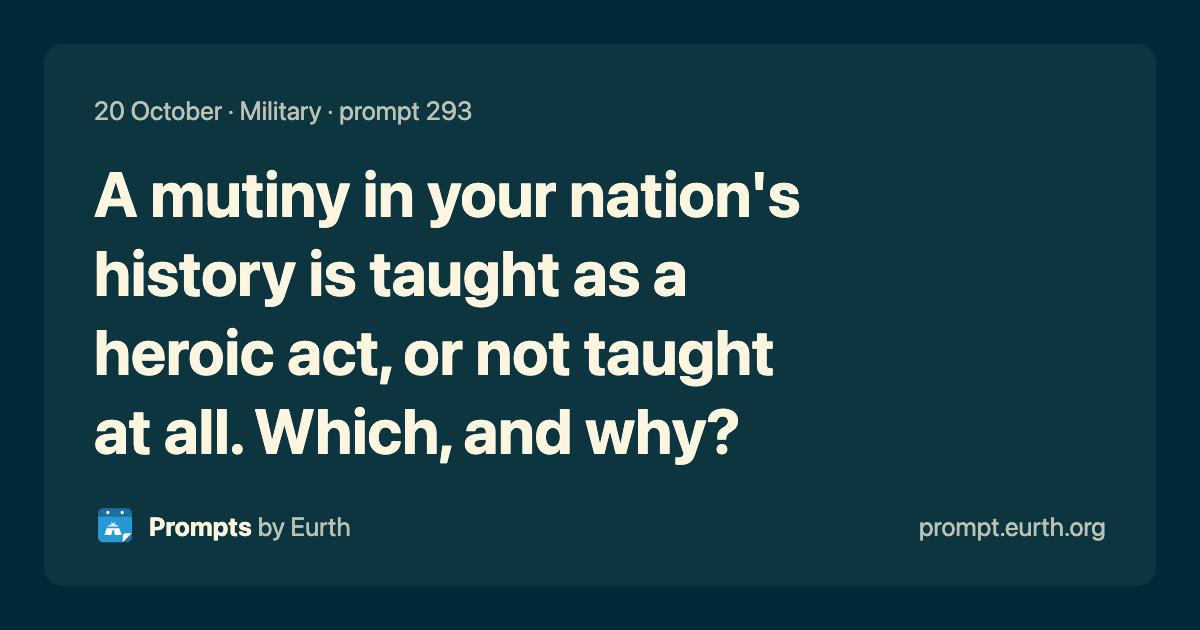 20 October · Military · prompt 293
A mutiny in your nation's
history is taught as a
heroic act, or not taught
at all. Which, and why?
Prompts by Eurth
prompt.eurth.org